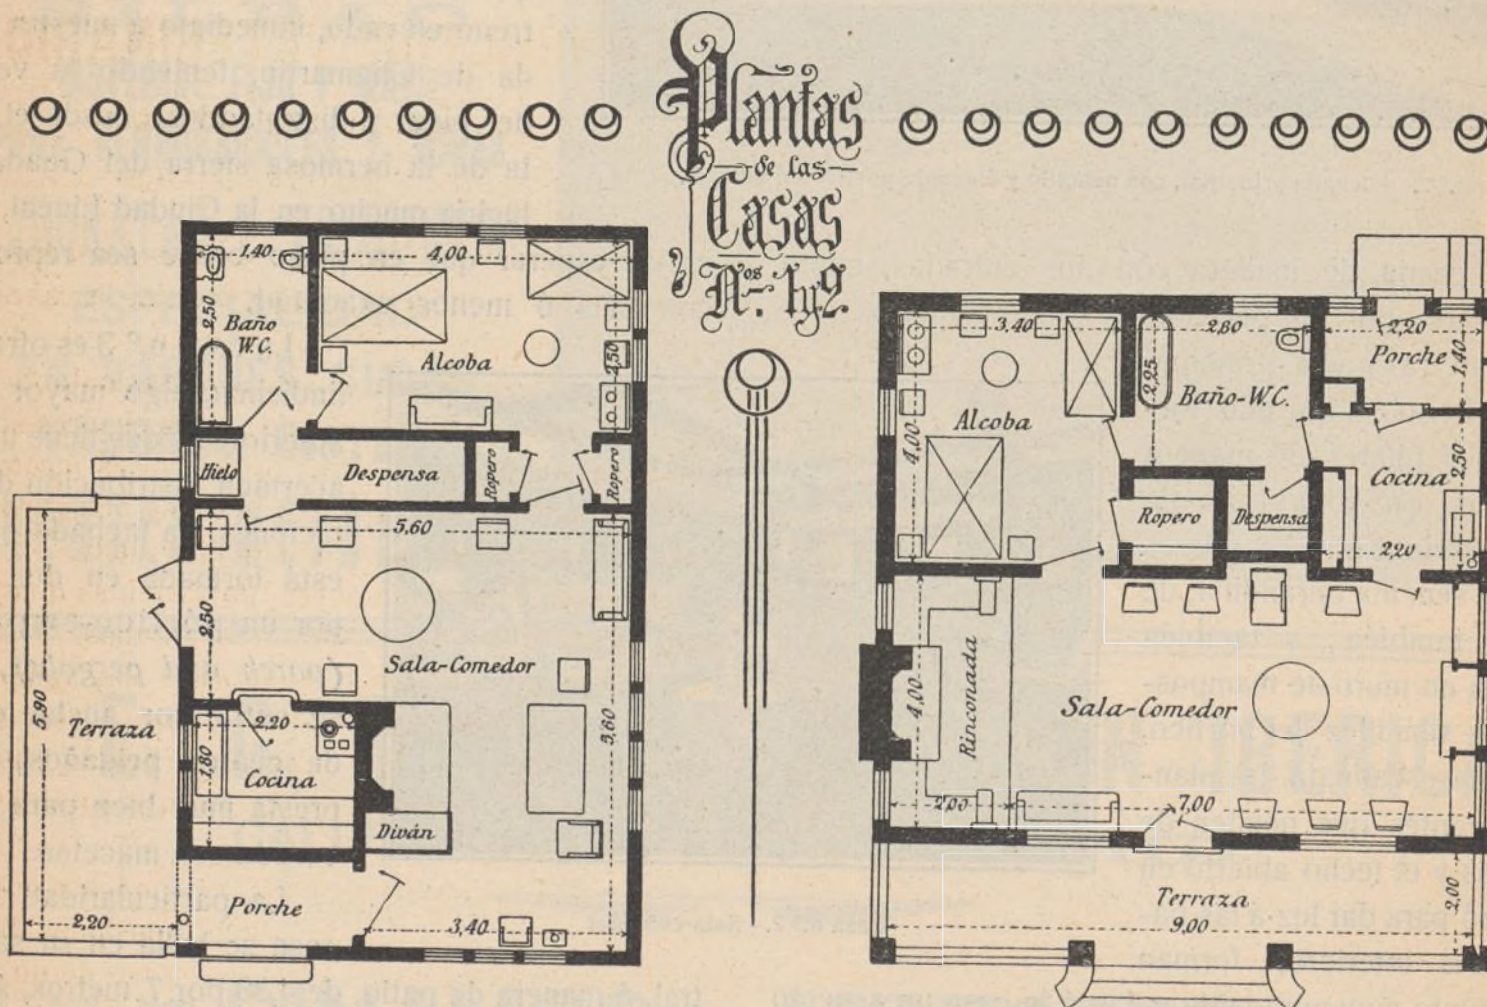 Plantas
de las
Casas
Nos. 1 y 2
1.40
4,00
2,50
Baño
W.C.
Alcoba
2,50
Hielo
Despensa
Ropero
Ropero
5,60
2,50
Sala-Comedor
5,90
Terraza
2,20
1,80
Cocina
5,60
Diván
2,20
Porche
3,40
3,40
2,80
2,20
Porche
1,40
2,25
Baño-W.C.
Alcoba
4,00
Cocina
2,50
Ropero
Despensa
2,20
4,00
Rinconada
Sala-Comedor
2,00
7,00
Terraza
9,00
2,00